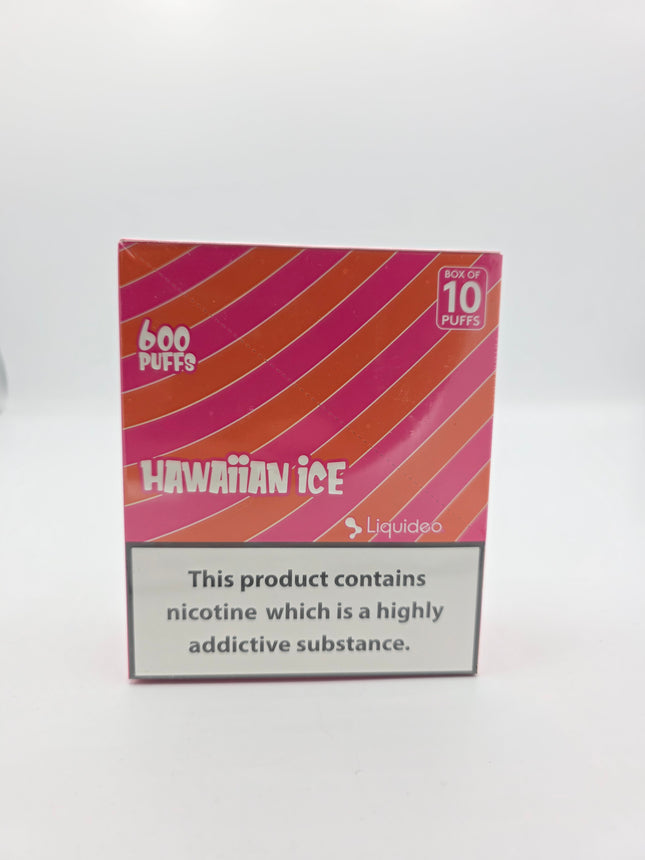 BOX OF
10
PUFFS
600
PUFFS
HAWAIIAN ICE
Liquideo
This product contains
nicotine which is a highly
addictive substance.